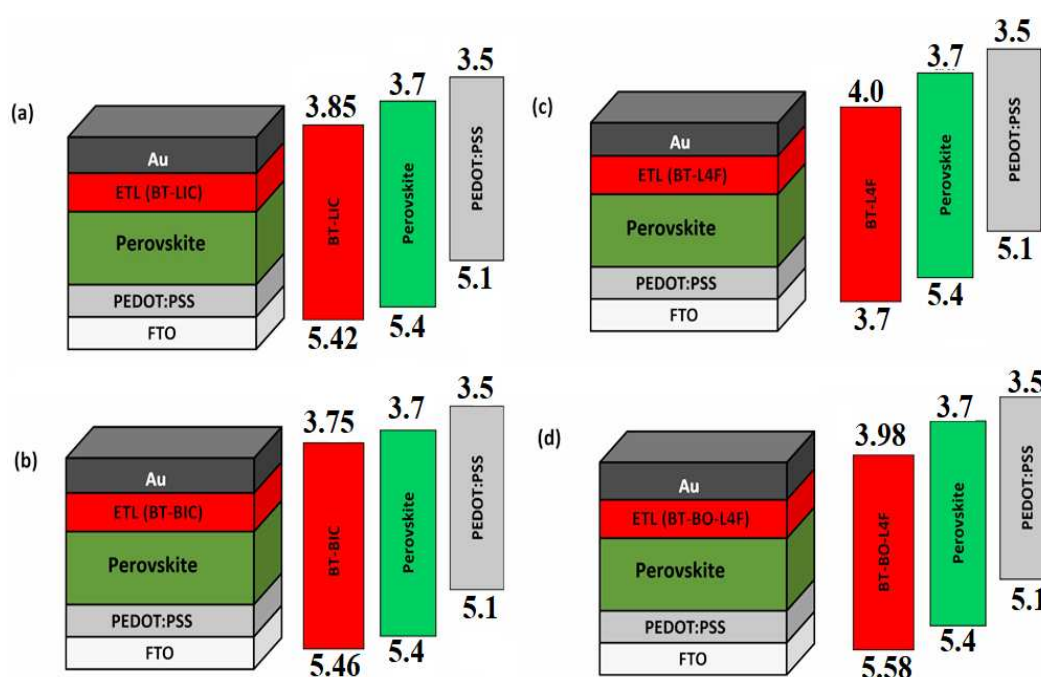 (a)
Au
ETL (BT-LIC)
Perovskite
PEDOT:PSS
FTO
3.85
BT-LIC
5.42
3.7
Perovskite
5.4
3.5
PEDOT:PSS
5.1
(c)
Au
ETL (BT-L4F)
Perovskite
PEDOT:PSS
FTO
4.0
BT-L4F
3.7
3.7
Perovskite
5.4
3.5
PEDOT:PSS
5.1
(b)
Au
ETL (BT-BIC)
Perovskite
PEDOT:PSS
FTO
3.75
BT-BIC
5.46
3.7
Perovskite
5.4
3.5
PEDOT:PSS
5.1
(d)
Au
ETL (BT-BO-L4F)
Perovskite
PEDOT:PSS
FTO
3.98
BT-BO-L4F
5.58
3.7
Perovskite
5.4
3.5
PEDOT:PSS
5.1